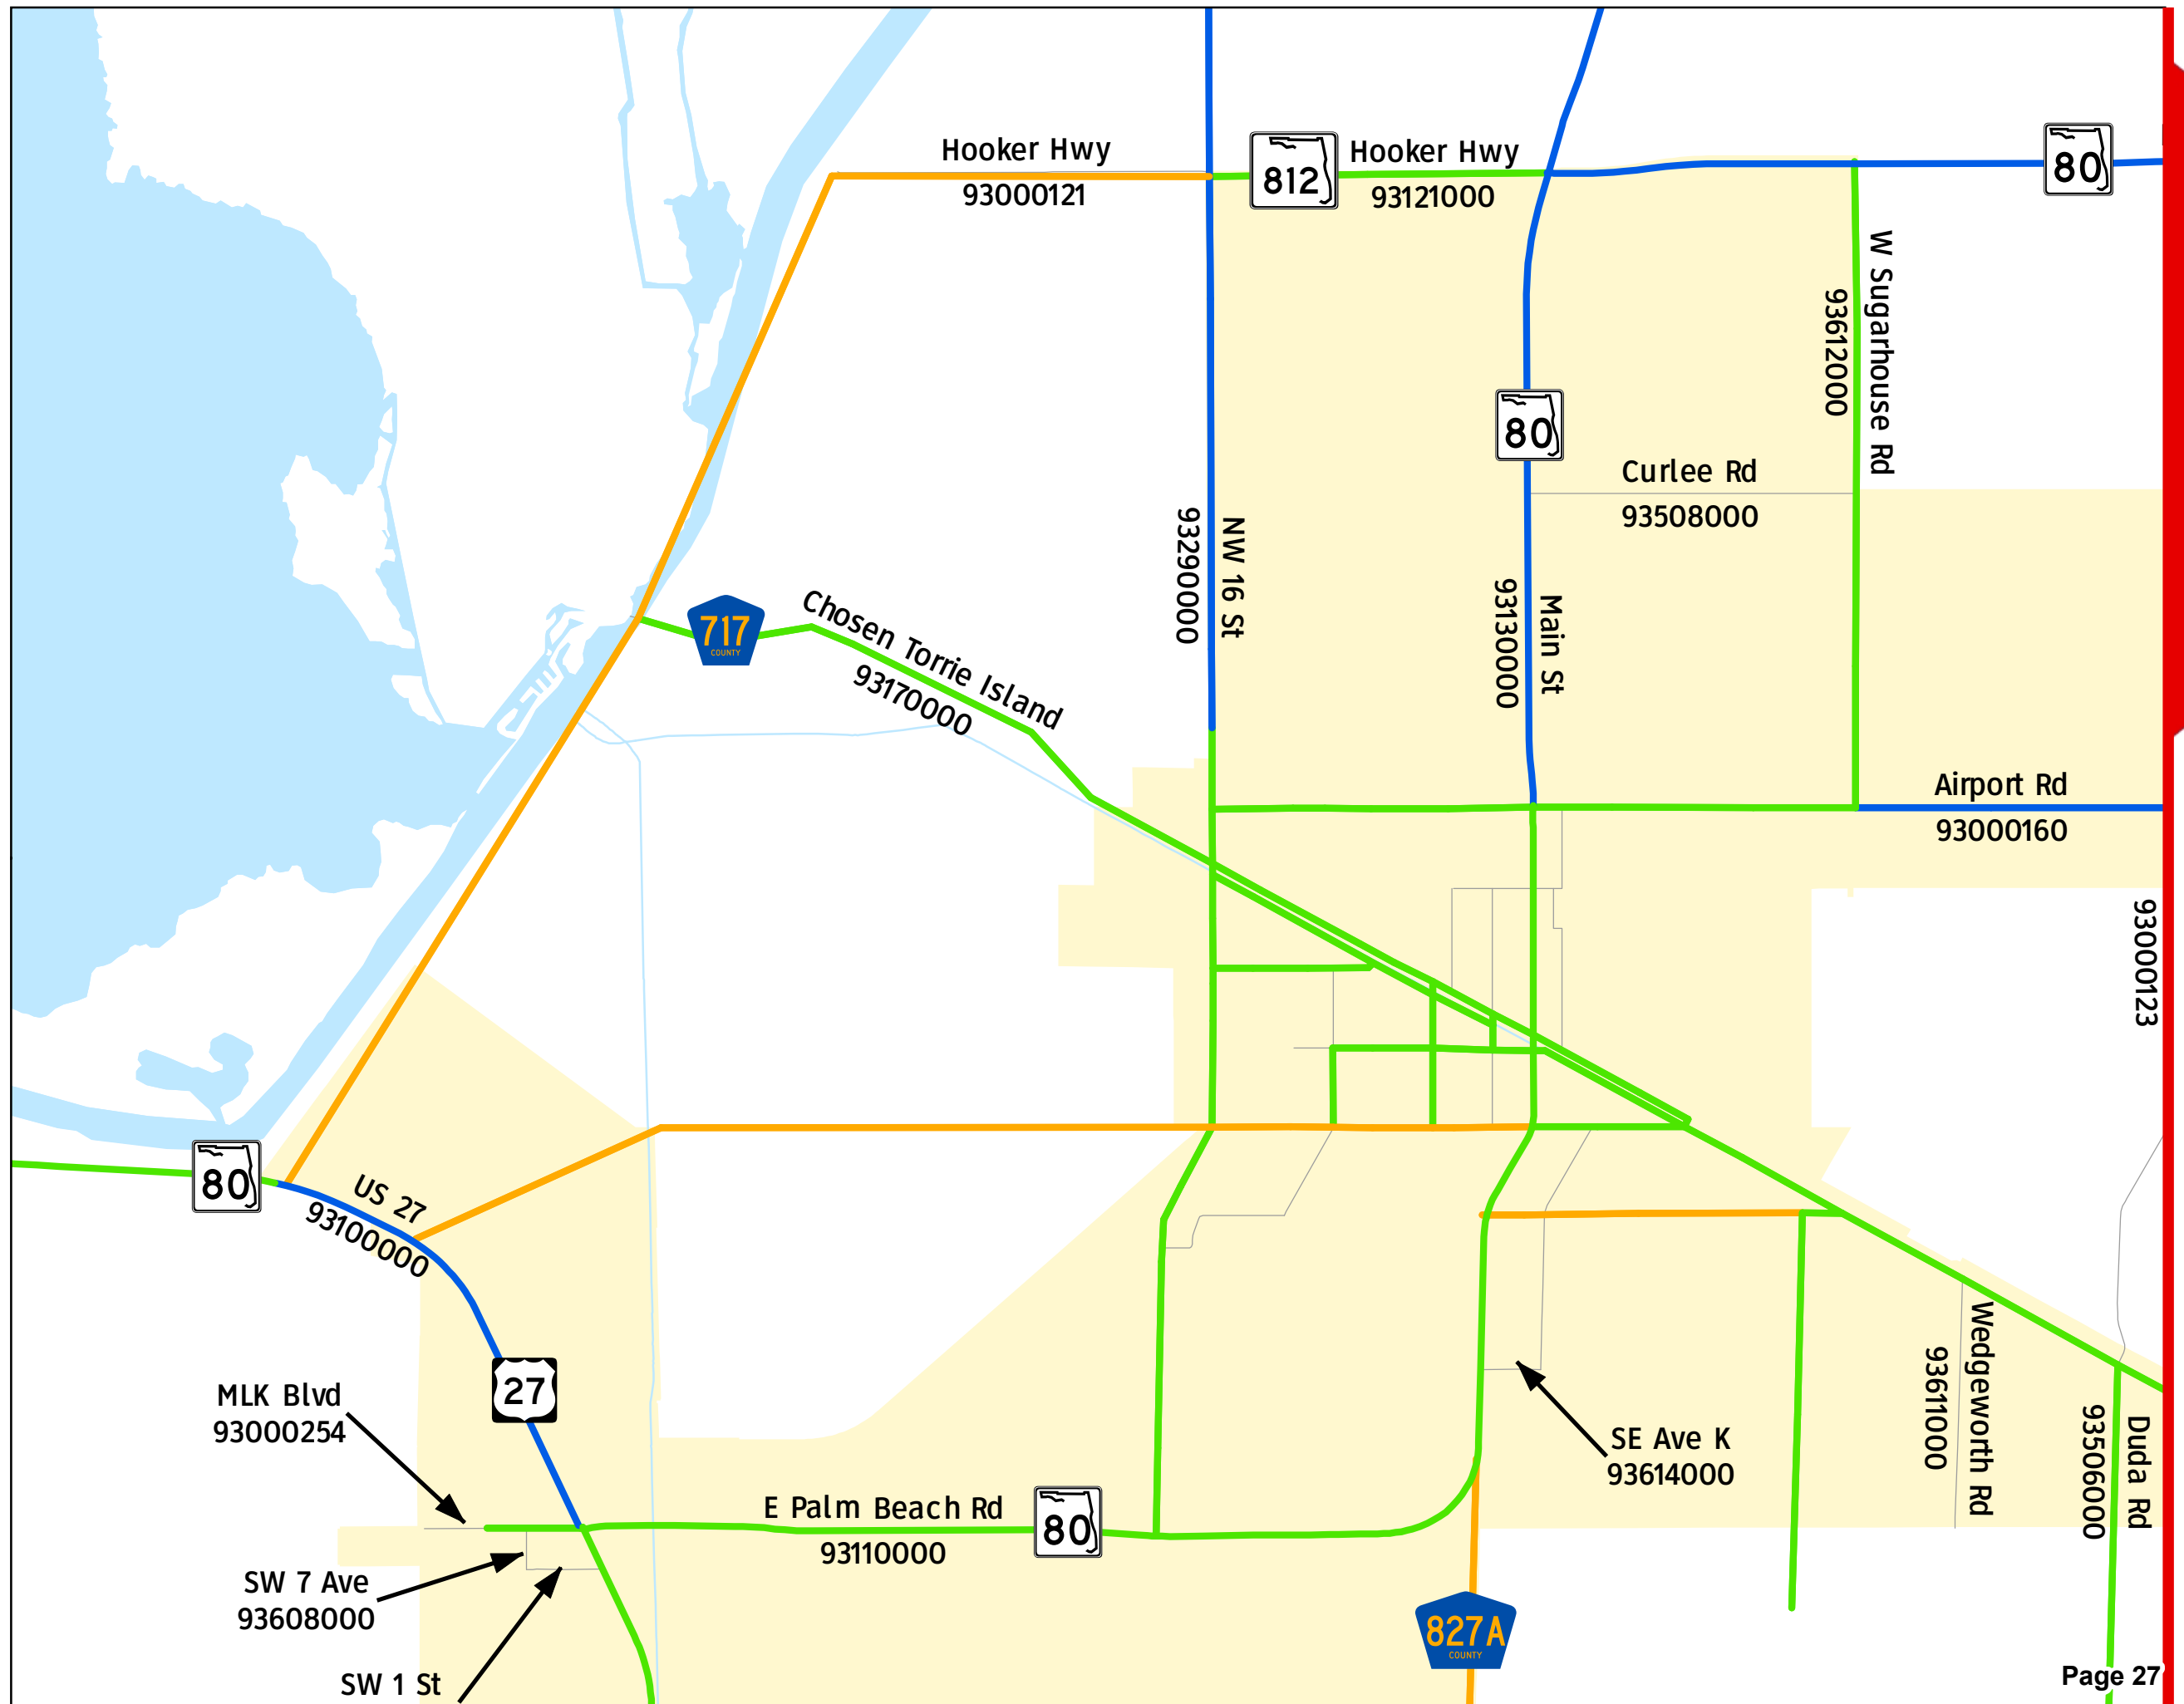 Hooker Hwy
93000121
812
Hooker Hwy
93121000
80
W Sugarhouse Rd
93612000
80
Curlee Rd
93508000
NW 16 St
93290000
Main St
93130000
717
COUNTY
Chosen Torrie Island
93170000
Airport Rd
93000160
93000123
80
US 27
93100000
27
MLK Blvd
93000254
SE Ave K
93614000
Wedgeworth Rd
93611000
Duda Rd
93506000
E Palm Beach Rd
93110000
80
SW 7 Ave
93608000
827A
COUNTY
SW 1 St
Page 27